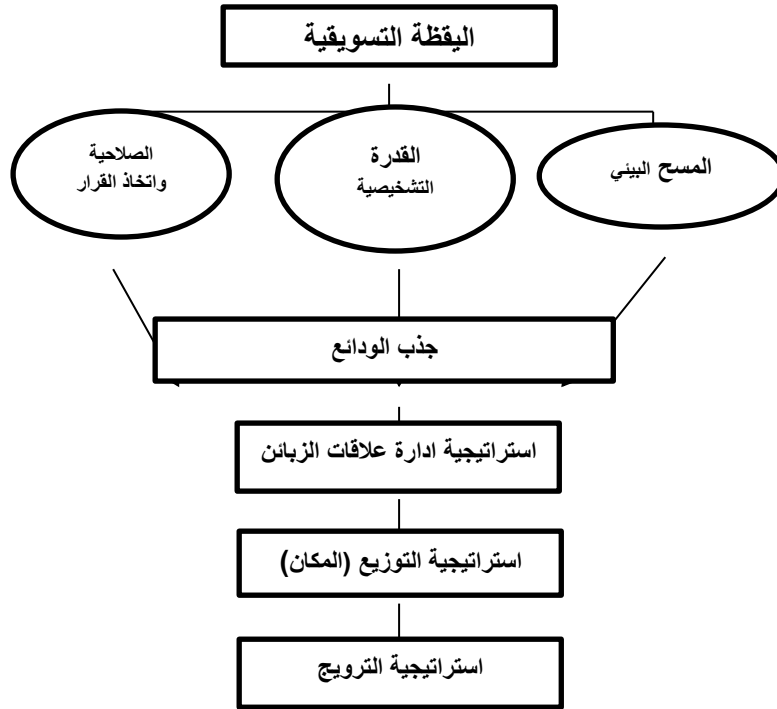 اليقظة التسويقية
المسح البيئي
القدرة
التشخيصية
الصلاحية
واتخاذ القرار
جذب الودائع
استراتيجية ادارة علاقات الزبائن
استراتيجية التوزيع (المكان)
استراتيجية الترويج